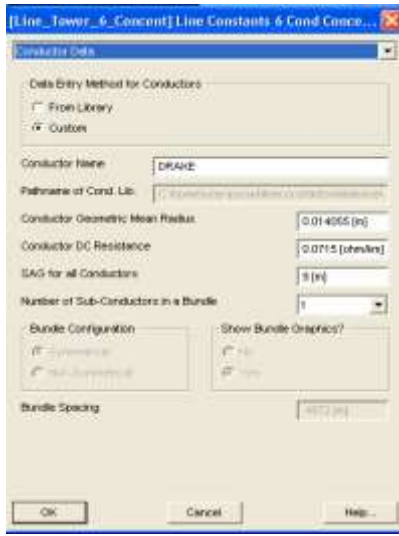 [Line_Tower_6_Concent] Line Constants 6 Cond Conce...
Conductor Data
Data Entry Method for Conductors
From Library
Custom
Conductor Name DRAKE
Pathname of Cond. Lib.
Conductor Geometric Mean Radius 0.014055 [m]
Conductor DC Resistance 0.0715 [ohm/km]
SAG for all Conductors 9 [m]
Number of Sub-Conductors in a Bundle 1
Bundle Configuration
Show Bundle Graphics?
Bundle Spacing
OK Cancel Help...